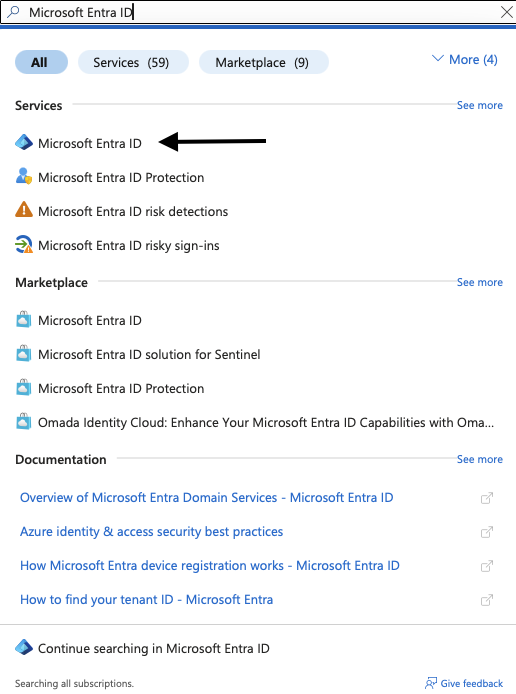 Microsoft Entra ID
All Services (59) Marketplace (9) More (4)
Services See more
Microsoft Entra ID
Microsoft Entra ID Protection
Microsoft Entra ID risk detections
Microsoft Entra ID risky sign-ins
Marketplace See more
Microsoft Entra ID
Microsoft Entra ID solution for Sentinel
Microsoft Entra ID Protection
Omada Identity Cloud: Enhance Your Microsoft Entra ID Capabilities with Oma...
Documentation See more
Overview of Microsoft Entra Domain Services - Microsoft Entra ID
Azure identity & access security best practices
How Microsoft Entra device registration works - Microsoft Entra ID
How to find your tenant ID - Microsoft Entra
Continue searching in Microsoft Entra ID
Searching all subscriptions. Give feedback